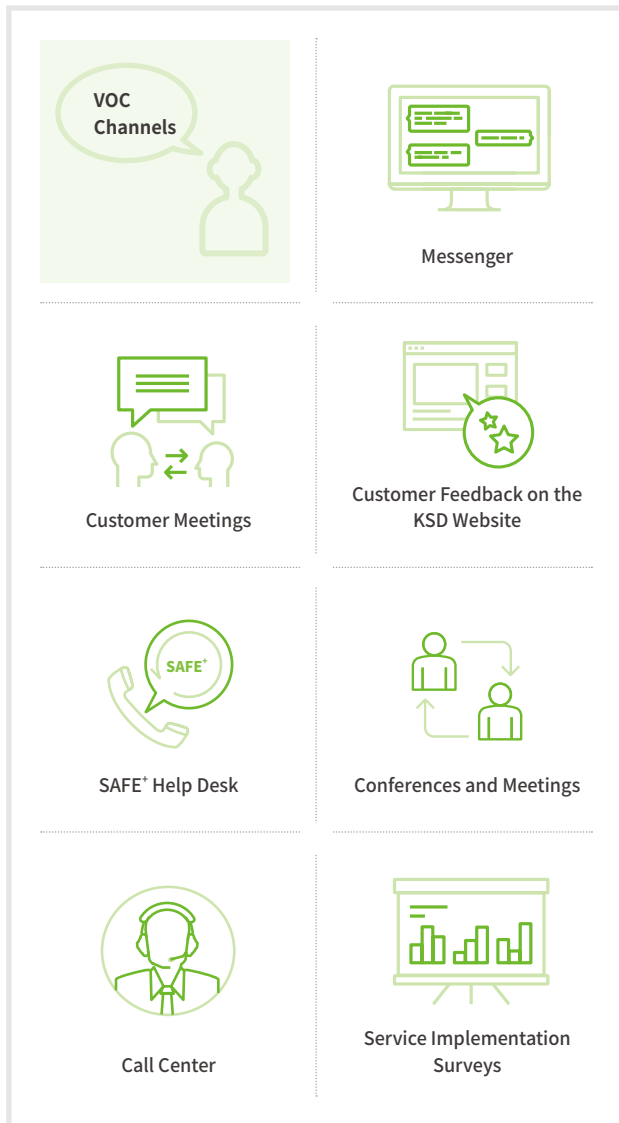 VOC
Channels
Messenger
Customer Meetings
Customer Feedback on the
KSD Website
SAFE⁺
SAFE⁺ Help Desk
Conferences and Meetings
Call Center
Service Implementation
Surveys